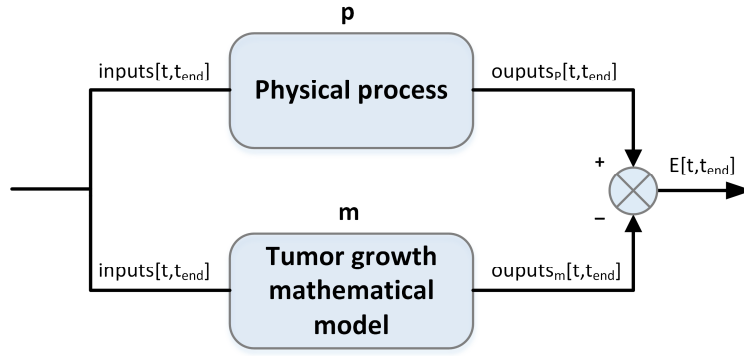 p
inputs[t,tend]
Physical process
ouputsP[t,tend]
+
E[t,tend]
−
m
inputs[t,tend]
Tumor growth
mathematical
model
ouputsm[t,tend]